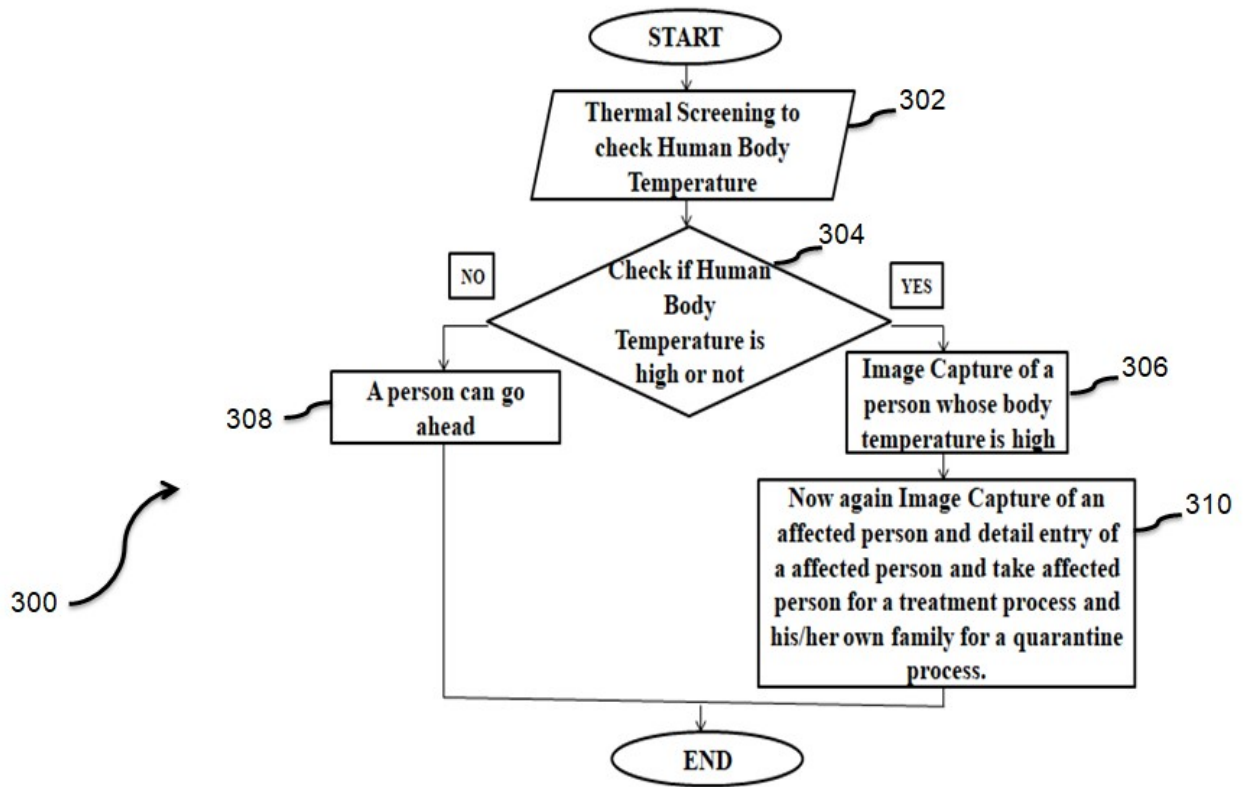 START
Thermal Screening to
check Human Body
Temperature
302
304
NO
Check if Human
Body
Temperature is
high or not
YES
308
A person can go
ahead
Image Capture of a
person whose body
temperature is high
306
Now again Image Capture of an
affected person and detail entry of
a affected person and take affected
person for a treatment process and
his/her own family for a quarantine
process.
310
300
END